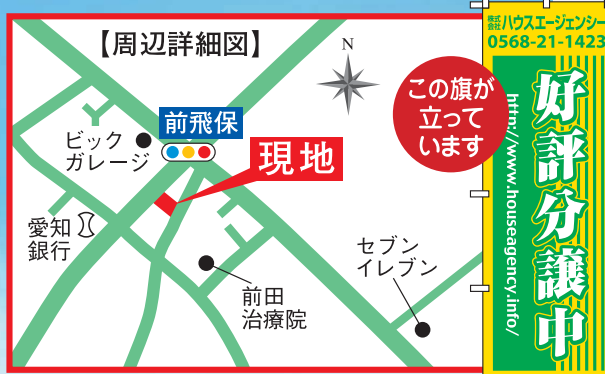 【周辺詳細図】
N
前飛保
ビック
ガレージ
現地
愛知
銀行
前田
治療院
セブン
イレブン
この旗が
立って
います
株式
会社
ハウスエージェンシー
0568-21-1423
好評分譲中
http://www.houseagency.info/